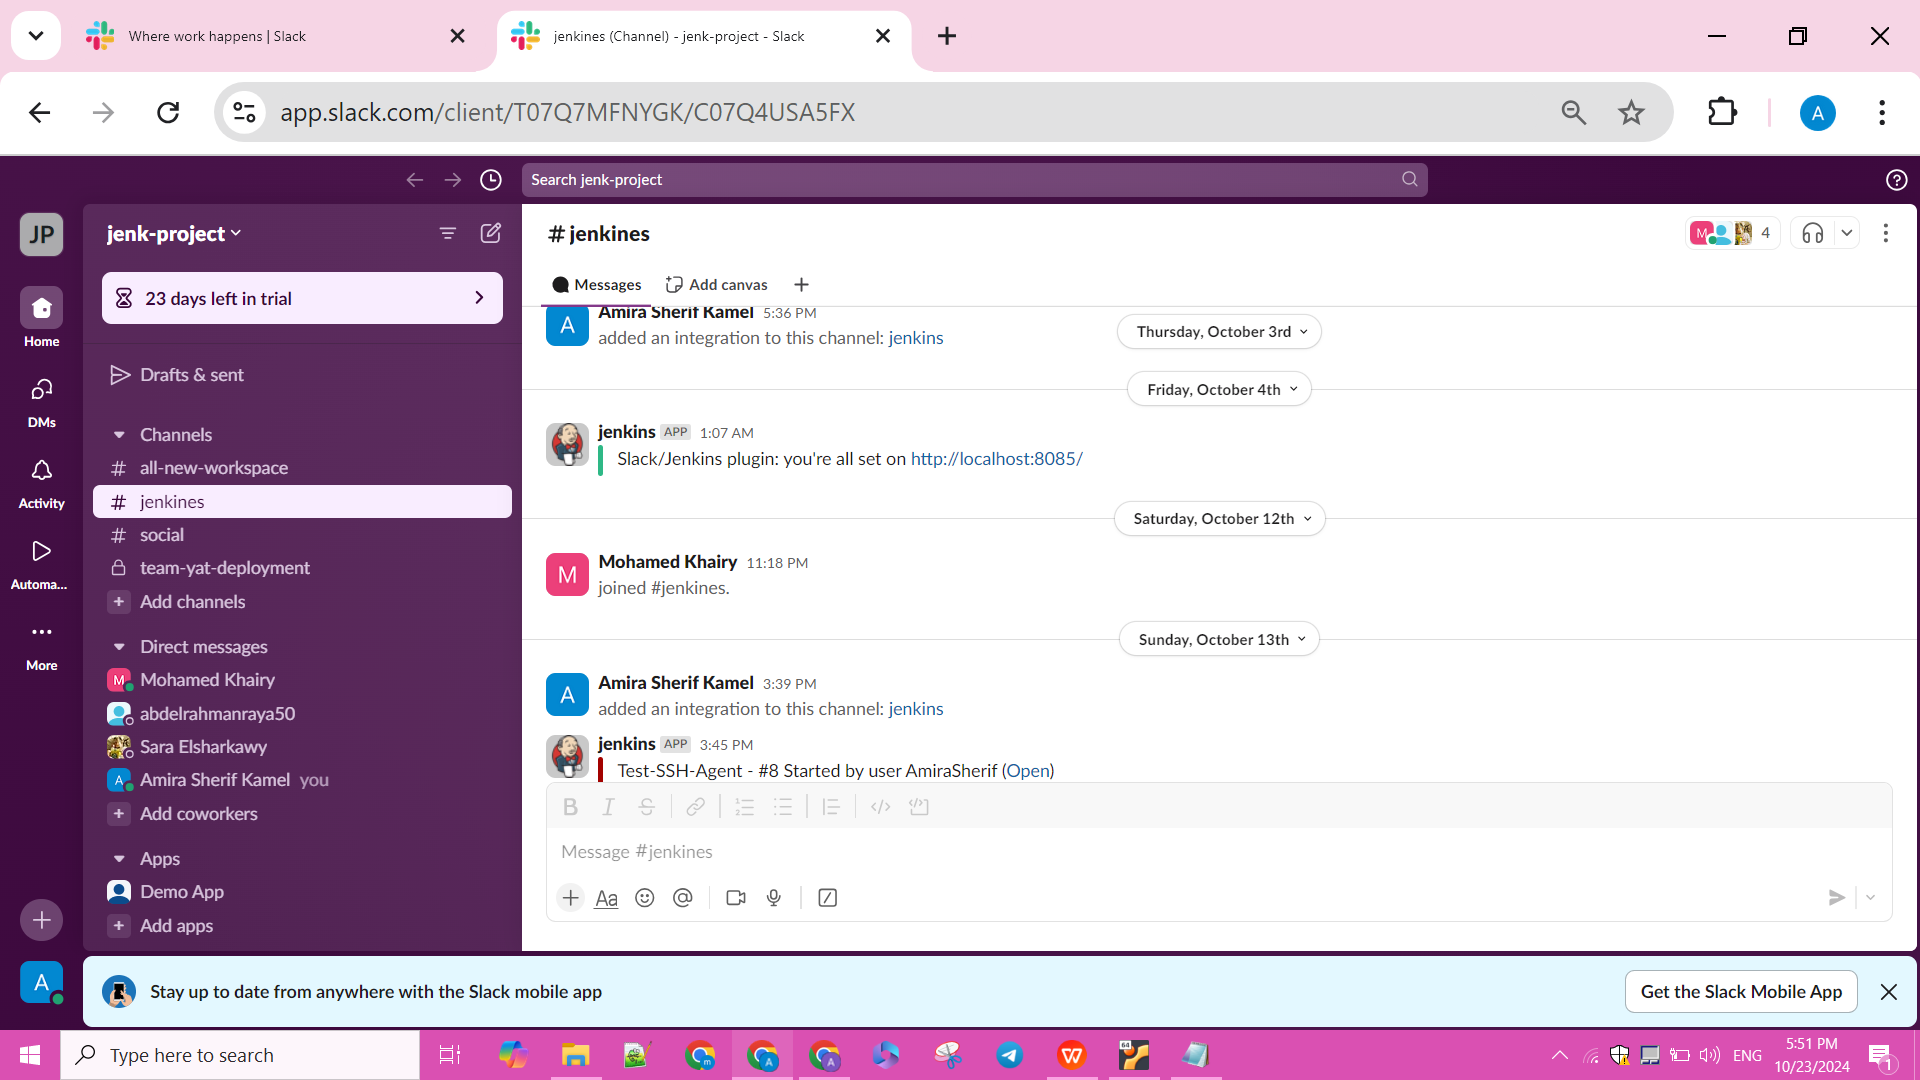 Where work happens | Slack
jenkines (Channel) - jenk-project - Slack
app.slack.com/client/T07Q7MFNYGK/C07Q4USA5FX
A
Search jenk-project
JP
Home
DMs
Activity
Automa...
More
A
jenk-project
23 days left in trial
Drafts & sent
Channels
# all-new-workspace
# jenkines
# social
team-yat-deployment
+ Add channels
Direct messages
M Mohamed Khairy
abdelrahmanraya50
Sara Elsharkawy
A Amira Sherif Kamel you
+ Add coworkers
Apps
Demo App
+ Add apps
# jenkines
M 4
Messages
Add canvas
A Amira Sherif Kamel 5:36 PM
added an integration to this channel: jenkins
Thursday, October 3rd
Friday, October 4th
jenkins APP 1:07 AM
Slack/Jenkins plugin: you're all set on http://localhost:8085/
Saturday, October 12th
M Mohamed Khairy 11:18 PM
joined #jenkines.
Sunday, October 13th
A Amira Sherif Kamel 3:39 PM
added an integration to this channel: jenkins
jenkins APP 3:45 PM
Test-SSH-Agent - #8 Started by user AmiraSherif (Open)
B I S
Message #jenkines
+ Aa @
Stay up to date from anywhere with the Slack mobile app
Get the Slack Mobile App
Type here to search
m A A W 64
ENG
5:51 PM
10/23/2024
1